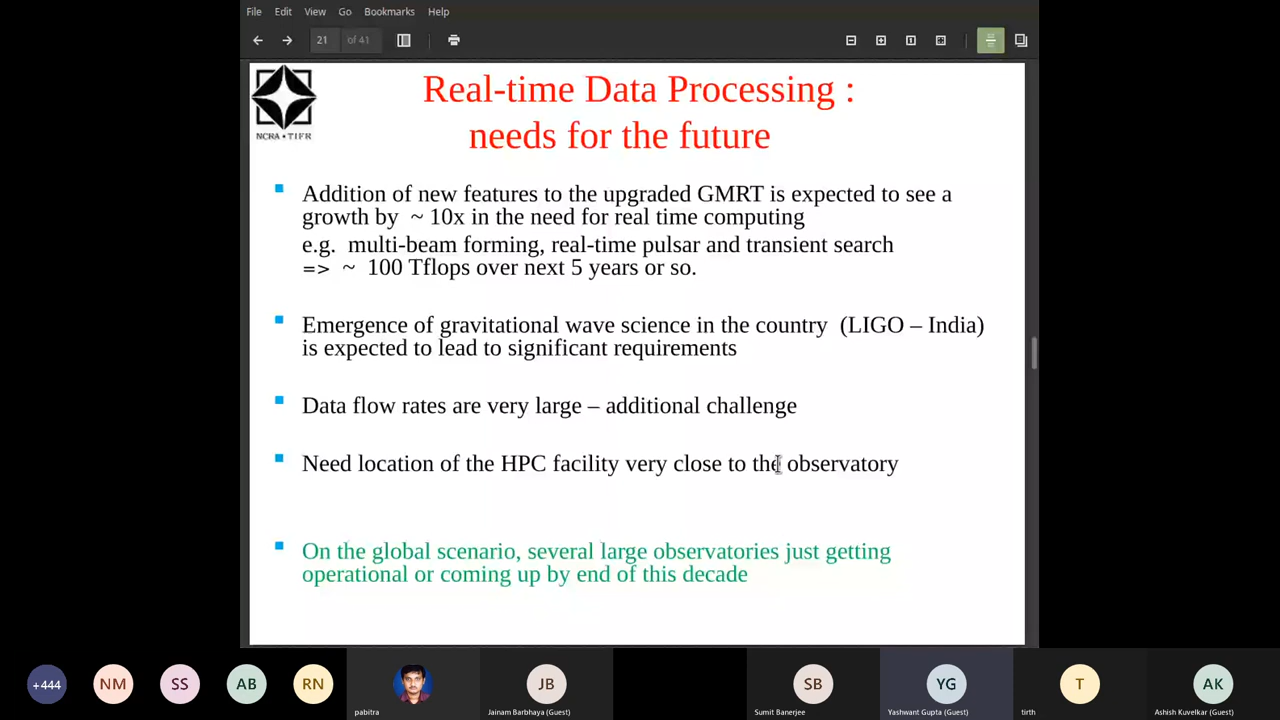 File Edit View Go Bookmarks Help
21 of 41
NCRA • TIFR
Real-time Data Processing :
needs for the future
Addition of new features to the upgraded GMRT is expected to see a
growth by ~ 10x in the need for real time computing
e.g. multi-beam forming, real-time pulsar and transient search
=> ~ 100 Tflops over next 5 years or so.
Emergence of gravitational wave science in the country (LIGO – India)
is expected to lead to significant requirements
Data flow rates are very large – additional challenge
Need location of the HPC facility very close to the observatory
On the global scenario, several large observatories just getting
operational or coming up by end of this decade
+444 NM SS AB RN JB SB YG T AK
pabitra Jainam Barbhaya (Guest) Sumit Banerjee Yashwant Gupta (Guest) tirth Ashish Kuvelkar (Guest)